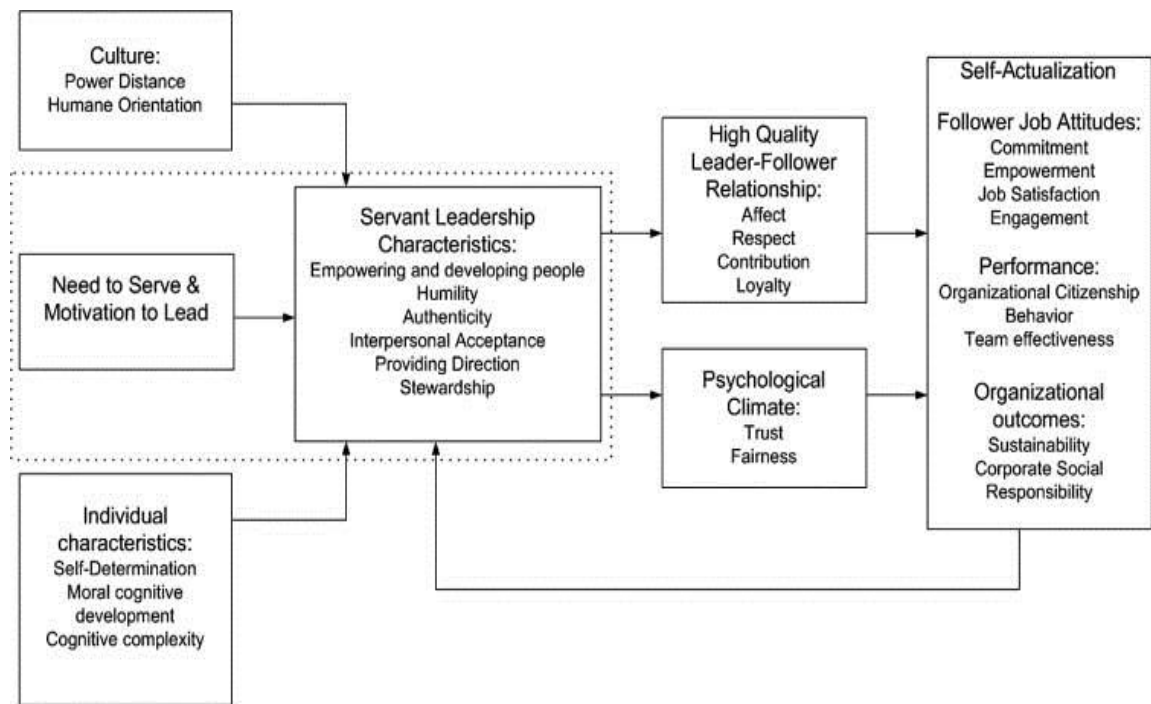 Culture:
Power Distance
Humane Orientation
Need to Serve &
Motivation to Lead
Individual
characteristics:
Self-Determination
Moral cognitive
development
Cognitive complexity
Servant Leadership
Characteristics:
Empowering and developing people
Humility
Authenticity
Interpersonal Acceptance
Providing Direction
Stewardship
High Quality
Leader-Follower
Relationship:
Affect
Respect
Contribution
Loyalty
Psychological
Climate:
Trust
Fairness
Self-Actualization
Follower Job Attitudes:
Commitment
Empowerment
Job Satisfaction
Engagement
Performance:
Organizational Citizenship
Behavior
Team effectiveness
Organizational
outcomes:
Sustainability
Corporate Social
Responsibility